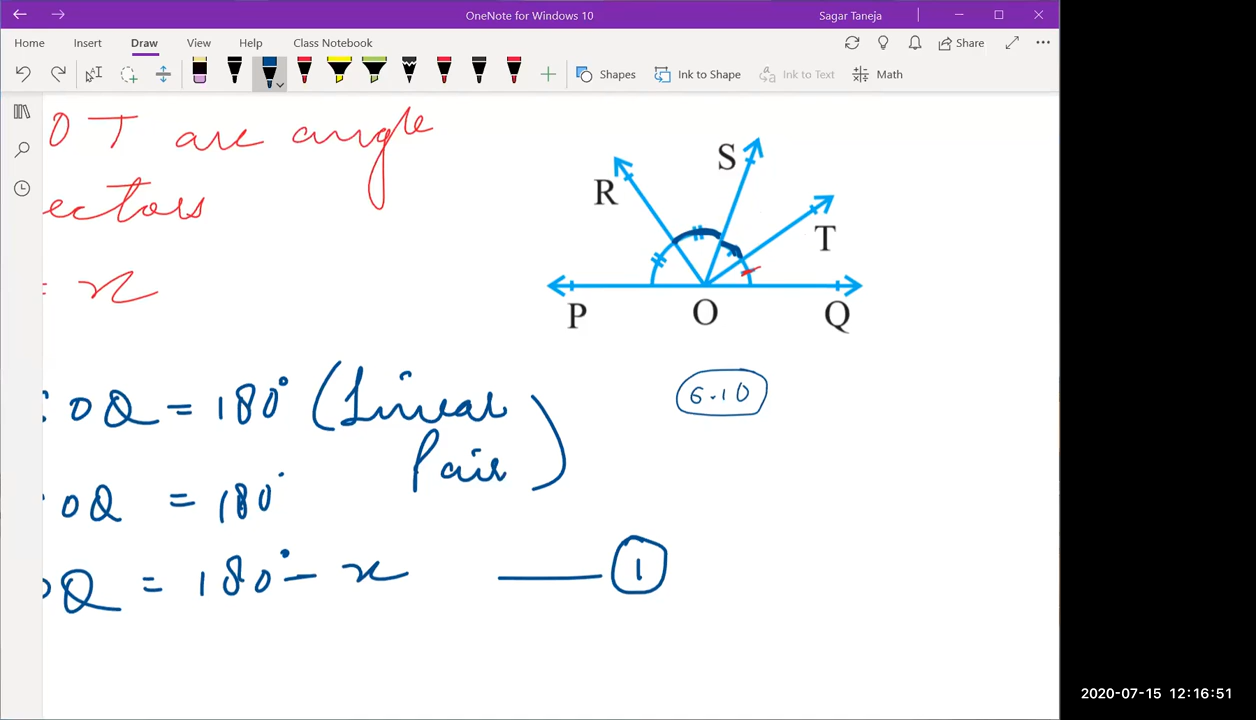 OneNote for Windows 10
Sagar Taneja
Home Insert Draw View Help Class Notebook
Share
Shapes Ink to Shape Ink to Text Math
OT are angle
ectors
= x
OQ = 180° (Linear
Pair)
OQ = 180°
OQ = 180° - x ① 
S
R
T
P O Q
6.10
2020-07-15 12:16:51